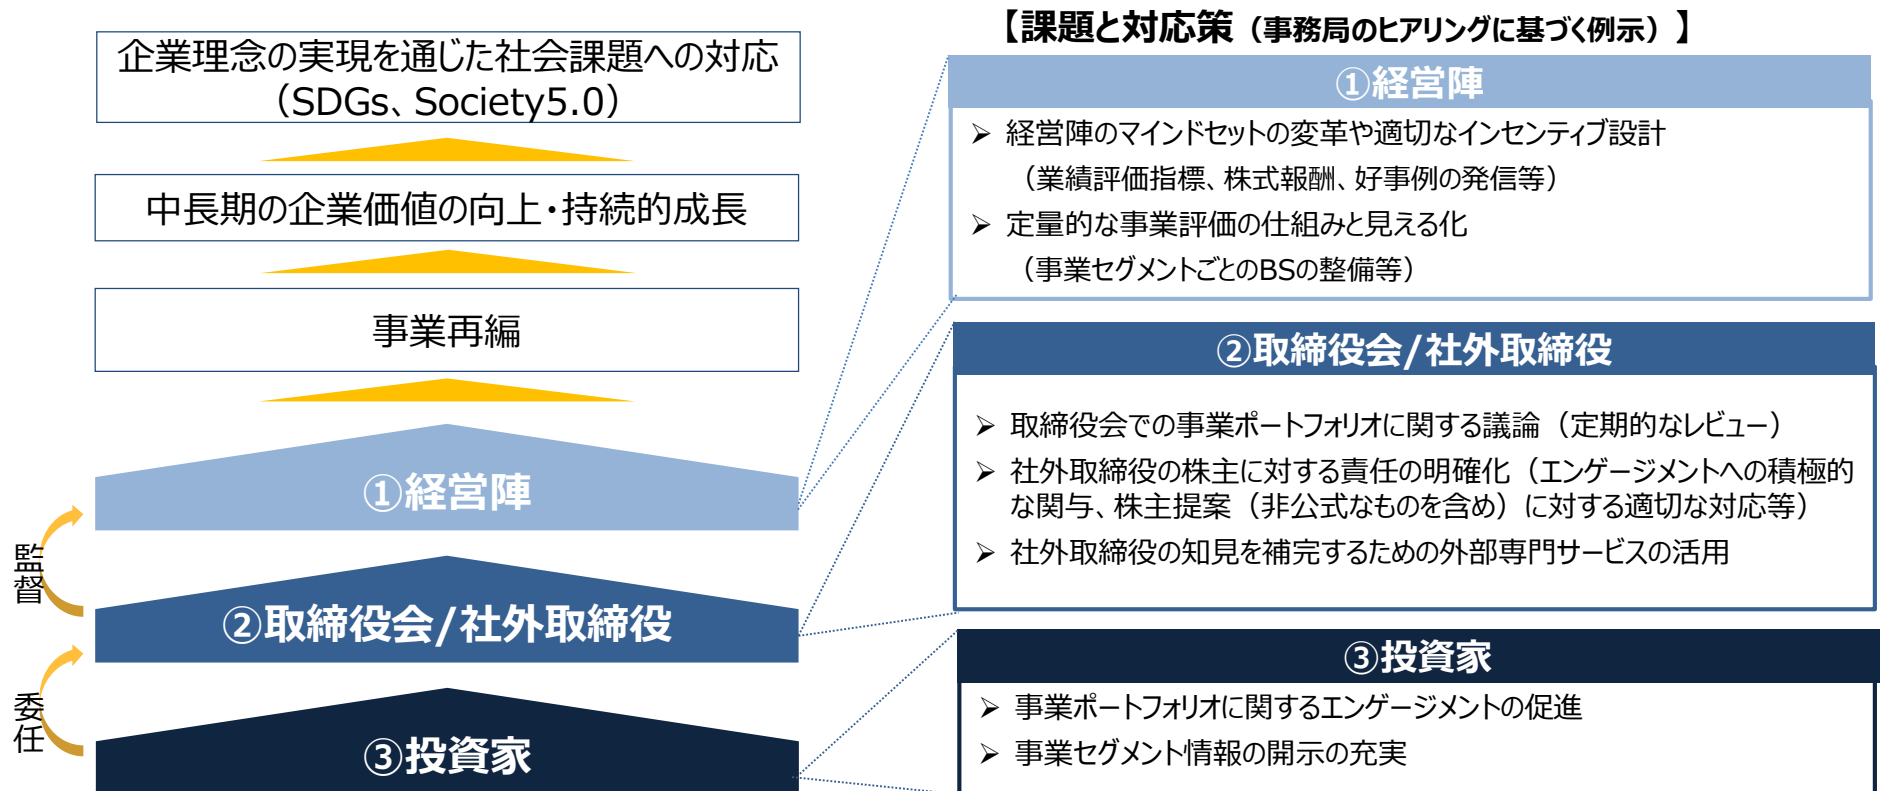 企業理念の実現を通じた社会課題への対応
（SDGs、Society5.0）
中長期の企業価値の向上・持続的成長
事業再編
①経営陣
監督
②取締役会/社外取締役
委任
③投資家
【課題と対応策（事務局のヒアリングに基づく例示）】
①経営陣
➢ 経営陣のマインドセットの変革や適切なインセンティブ設計
（業績評価指標、株式報酬、好事例の発信等）
➢ 定量的な事業評価の仕組みと見える化
（事業セグメントごとのBSの整備等）
②取締役会/社外取締役
➢ 取締役会での事業ポートフォリオに関する議論（定期的なレビュー）
➢ 社外取締役の株主に対する責任の明確化（エンゲージメントへの積極的
な関与、株主提案（非公式なものを含め）に対する適切な対応等）
➢ 社外取締役の知見を補完するための外部専門サービスの活用
③投資家
➢ 事業ポートフォリオに関するエンゲージメントの促進
➢ 事業セグメント情報の開示の充実